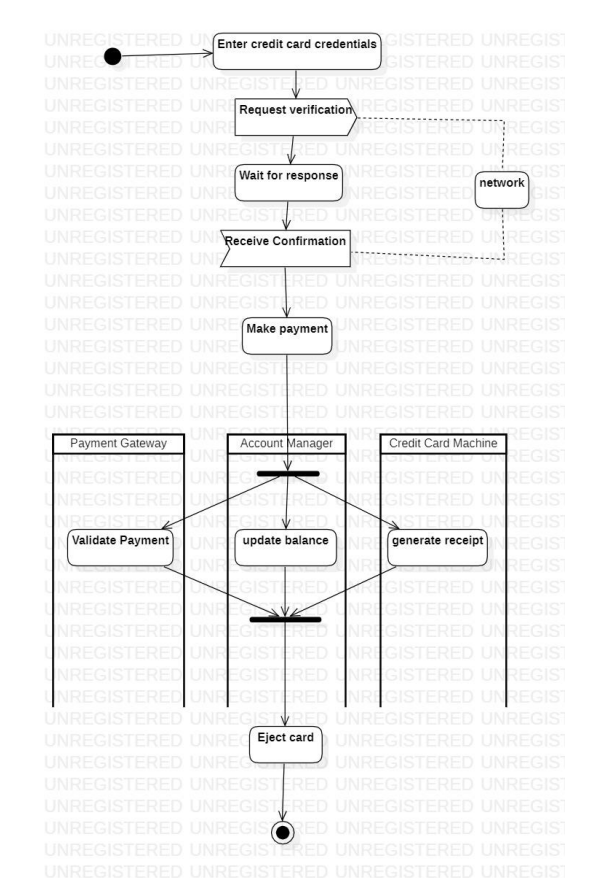 Enter credit card credentials
Request verification
Wait for response
network
Receive Confirmation
Make payment
Payment Gateway
Account Manager
Credit Card Machine
Validate Payment
update balance
generate receipt
Eject card